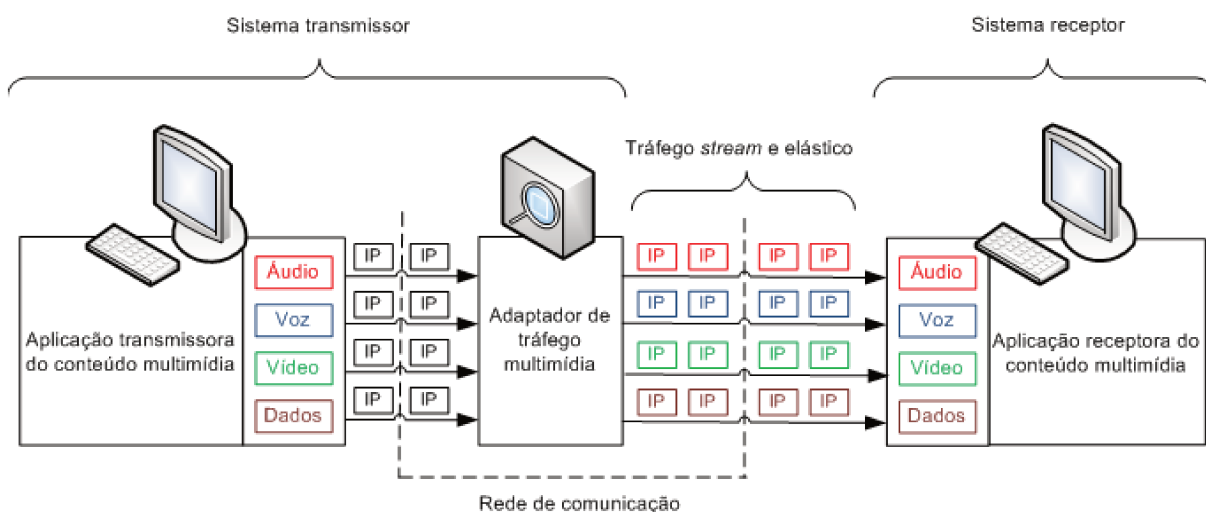 Sistema transmissor
Sistema receptor
Tráfego stream e elástico
Aplicação transmissora
do conteúdo multimídia
Áudio
Voz
Vídeo
Dados
IP IP
IP IP
IP IP
IP IP
Adaptador de
tráfego
multimídia
IP IP IP IP
IP IP IP IP
IP IP IP IP
IP IP IP IP
Áudio
Voz
Vídeo
Dados
Aplicação receptora do
conteúdo multimídia
Rede de comunicação